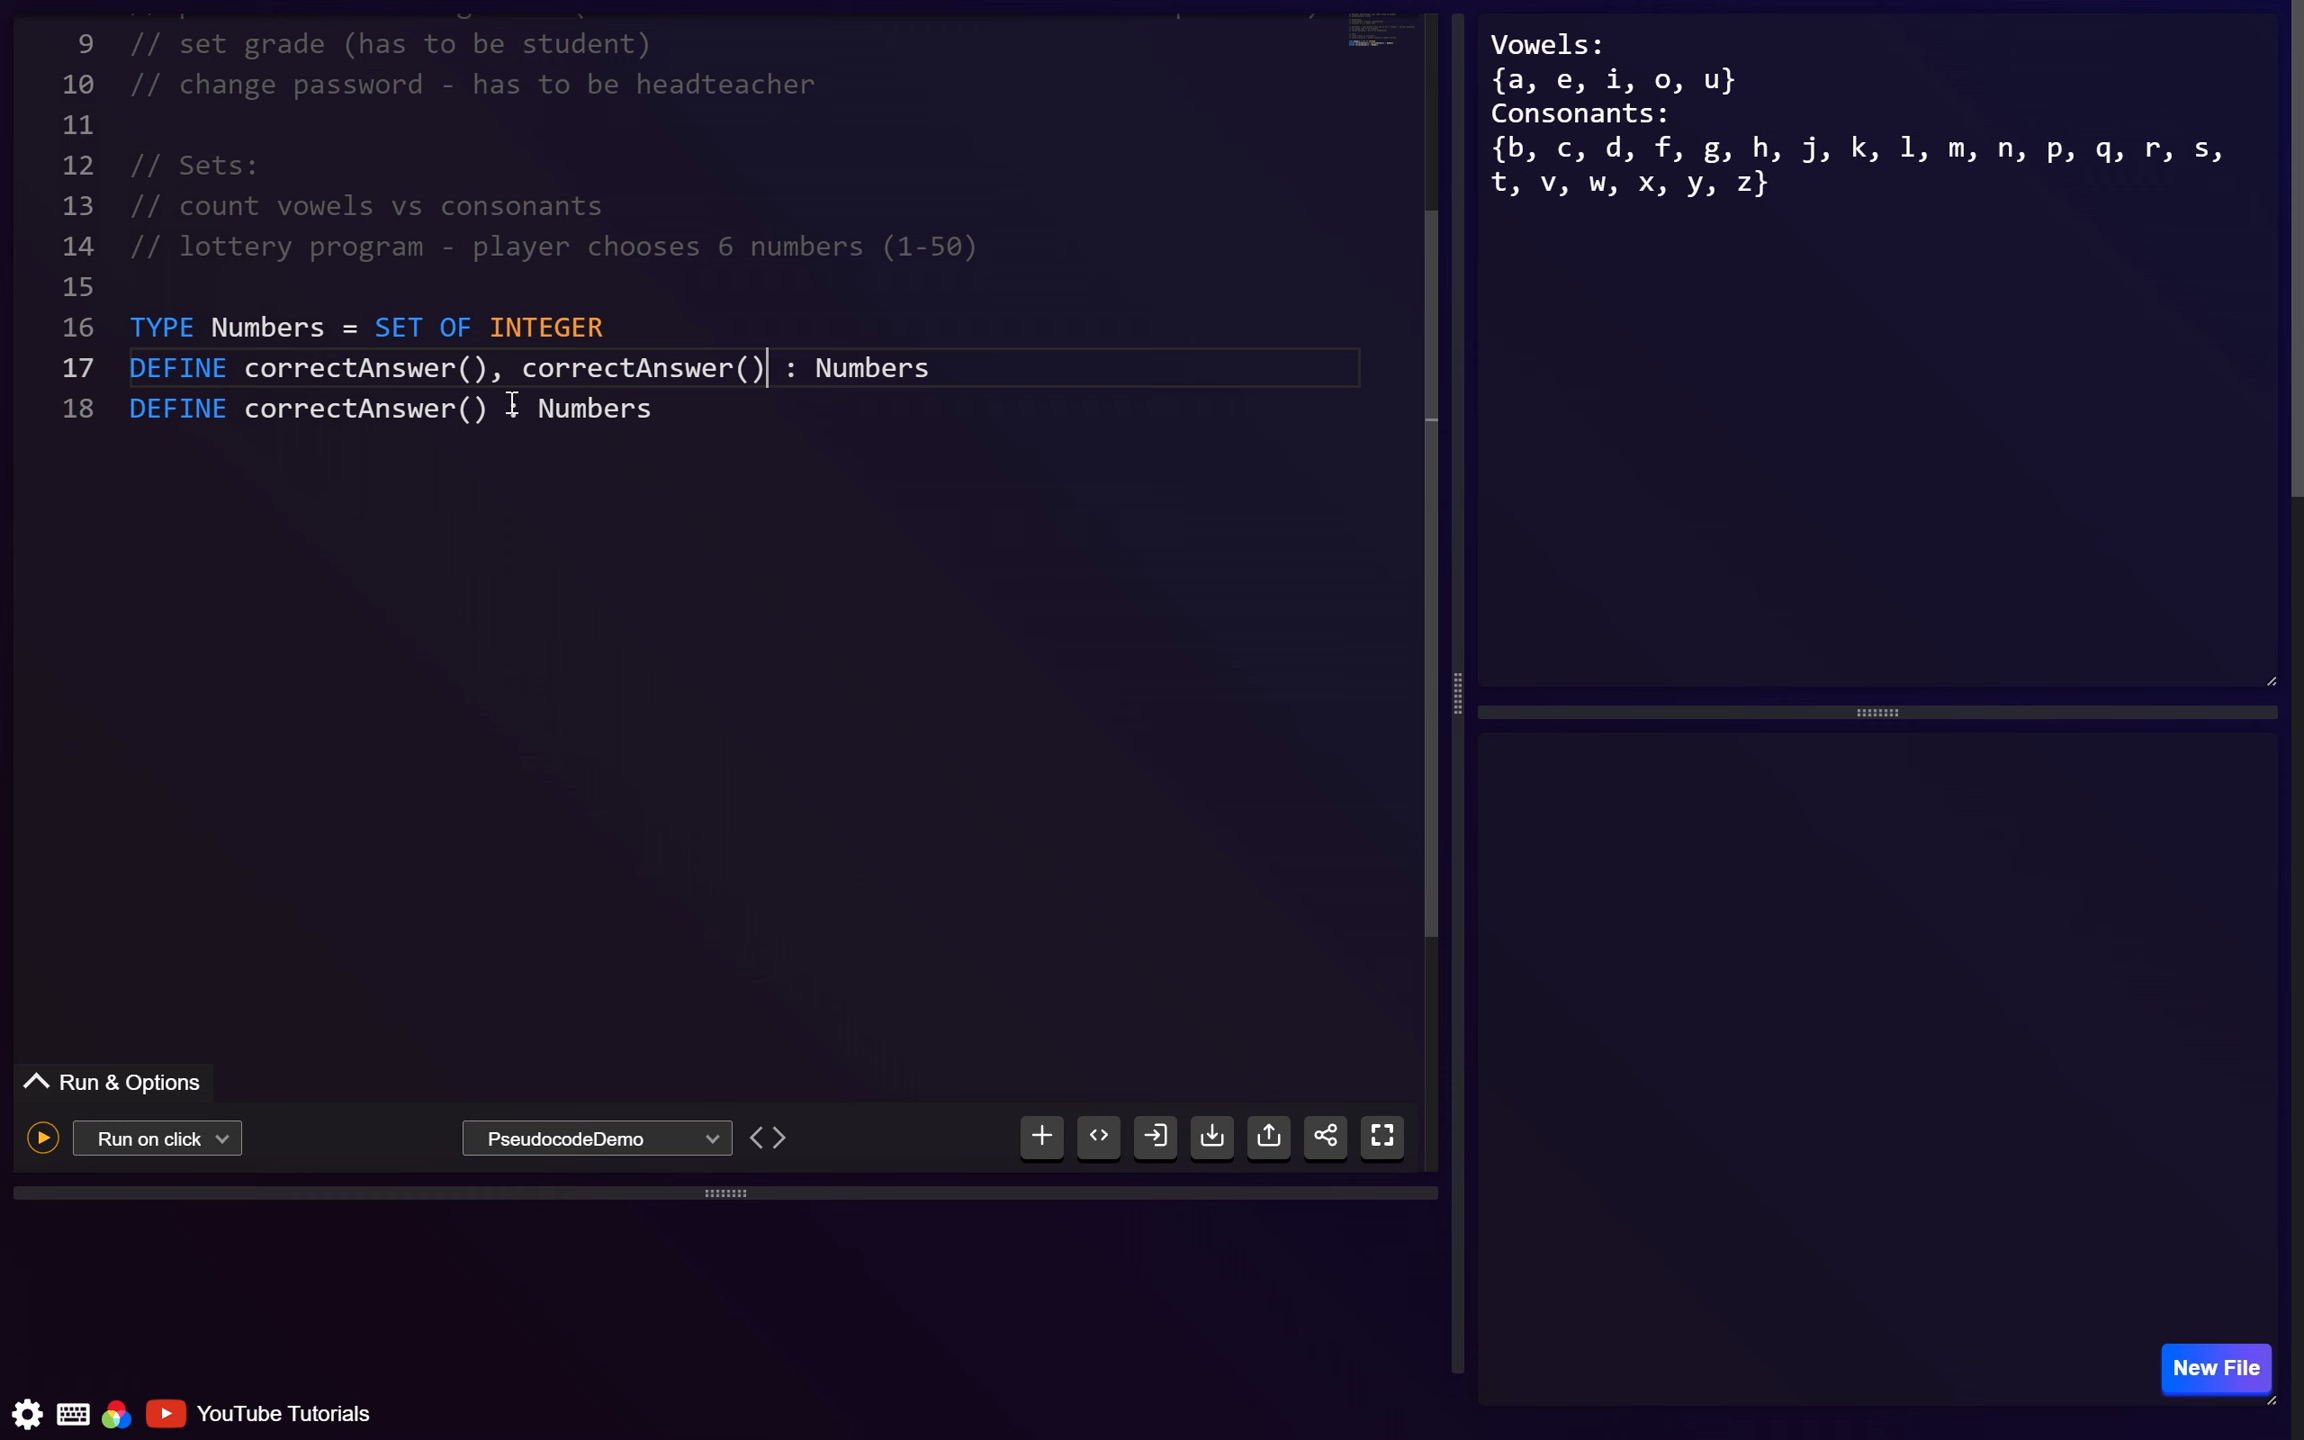 9 // set grade (has to be student)
10 // change password - has to be headteacher
11
12 // Sets:
13 // count vowels vs consonants
14 // lottery program - player chooses 6 numbers (1-50)
15
16 TYPE Numbers = SET OF INTEGER
17 DEFINE correctAnswer(), correctAnswer() : Numbers
18 DEFINE correctAnswer() : Numbers
Run & Options
Run on click
PseudocodeDemo
YouTube Tutorials
Vowels:
{a, e, i, o, u}
Consonants:
{b, c, d, f, g, h, j, k, l, m, n, p, q, r, s,
t, v, w, x, y, z}
New File